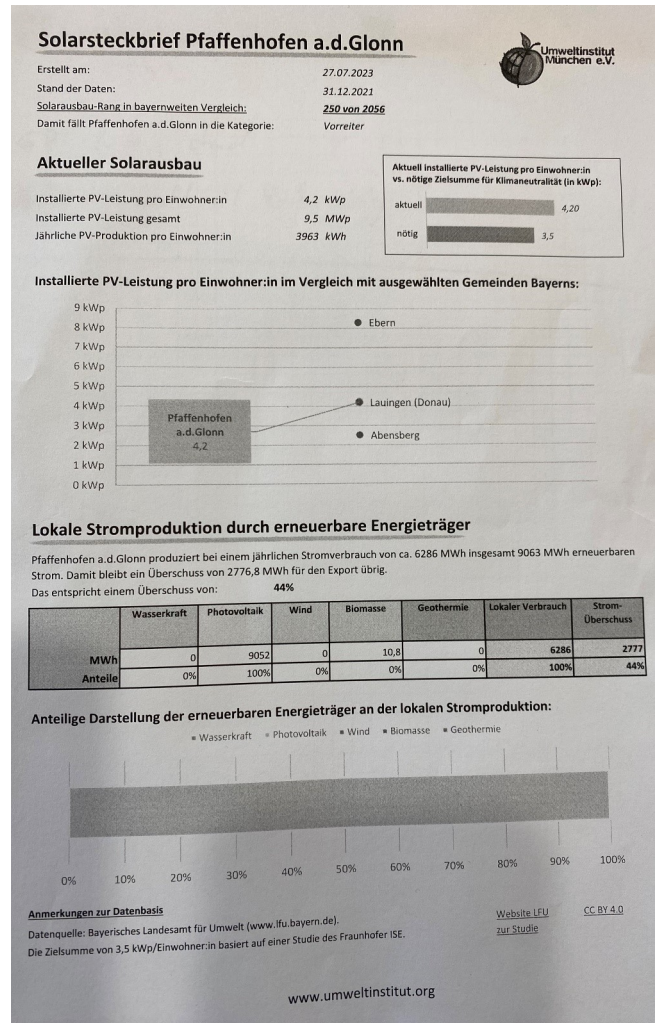 Solarsteckbrief Pfaffenhofen a.d.Glonn
Umweltinstitut
München e.V.
Erstellt am: 27.07.2023
Stand der Daten: 31.12.2021
Solarausbau-Rang in bayernweiten Vergleich: 250 von 2056
Damit fällt Pfaffenhofen a.d.Glonn in die Kategorie: Vorreiter
Aktueller Solarausbau
Installierte PV-Leistung pro Einwohner:in 4,2 kWp
Installierte PV-Leistung gesamt 9,5 MWp
Jährliche PV-Produktion pro Einwohner:in 3963 kWh
Aktuell installierte PV-Leistung pro Einwohner:in
vs. nötige Zielsumme für Klimaneutralität (in kWp):
aktuell 4,20
nötig 3,5
Installierte PV-Leistung pro Einwohner:in im Vergleich mit ausgewählten Gemeinden Bayerns:
9 kWp
8 kWp Ebern
7 kWp
6 kWp
5 kWp
4 kWp Lauingen (Donau)
Pfaffenhofen
3 kWp a.d.Glonn Abensberg
2 kWp 4,2
1 kWp
0 kWp
Lokale Stromproduktion durch erneuerbare Energieträger
Pfaffenhofen a.d.Glonn produziert bei einem jährlichen Stromverbrauch von ca. 6286 MWh insgesamt 9063 MWh erneuerbaren
Strom. Damit bleibt ein Überschuss von 2776,8 MWh für den Export übrig.
Das entspricht einem Überschuss von: 44%
Wasserkraft Photovoltaik Wind Biomasse Geothermie Lokaler Verbrauch Strom-
Überschuss
MWh 0 9052 0 10,8 0 6286 2777
Anteile 0% 100% 0% 0% 0% 100% 44%
Anteilige Darstellung der erneuerbaren Energieträger an der lokalen Stromproduktion:
Wasserkraft Photovoltaik Wind Biomasse Geothermie
0% 10% 20% 30% 40% 50% 60% 70% 80% 90% 100%
Anmerkungen zur Datenbasis
Datenquelle: Bayerisches Landesamt für Umwelt (www.lfu.bayern.de).
Die Zielsumme von 3,5 kWp/Einwohner:in basiert auf einer Studie des Fraunhofer ISE.
Website LFU CC BY 4.0
zur Studie
www.umweltinstitut.org